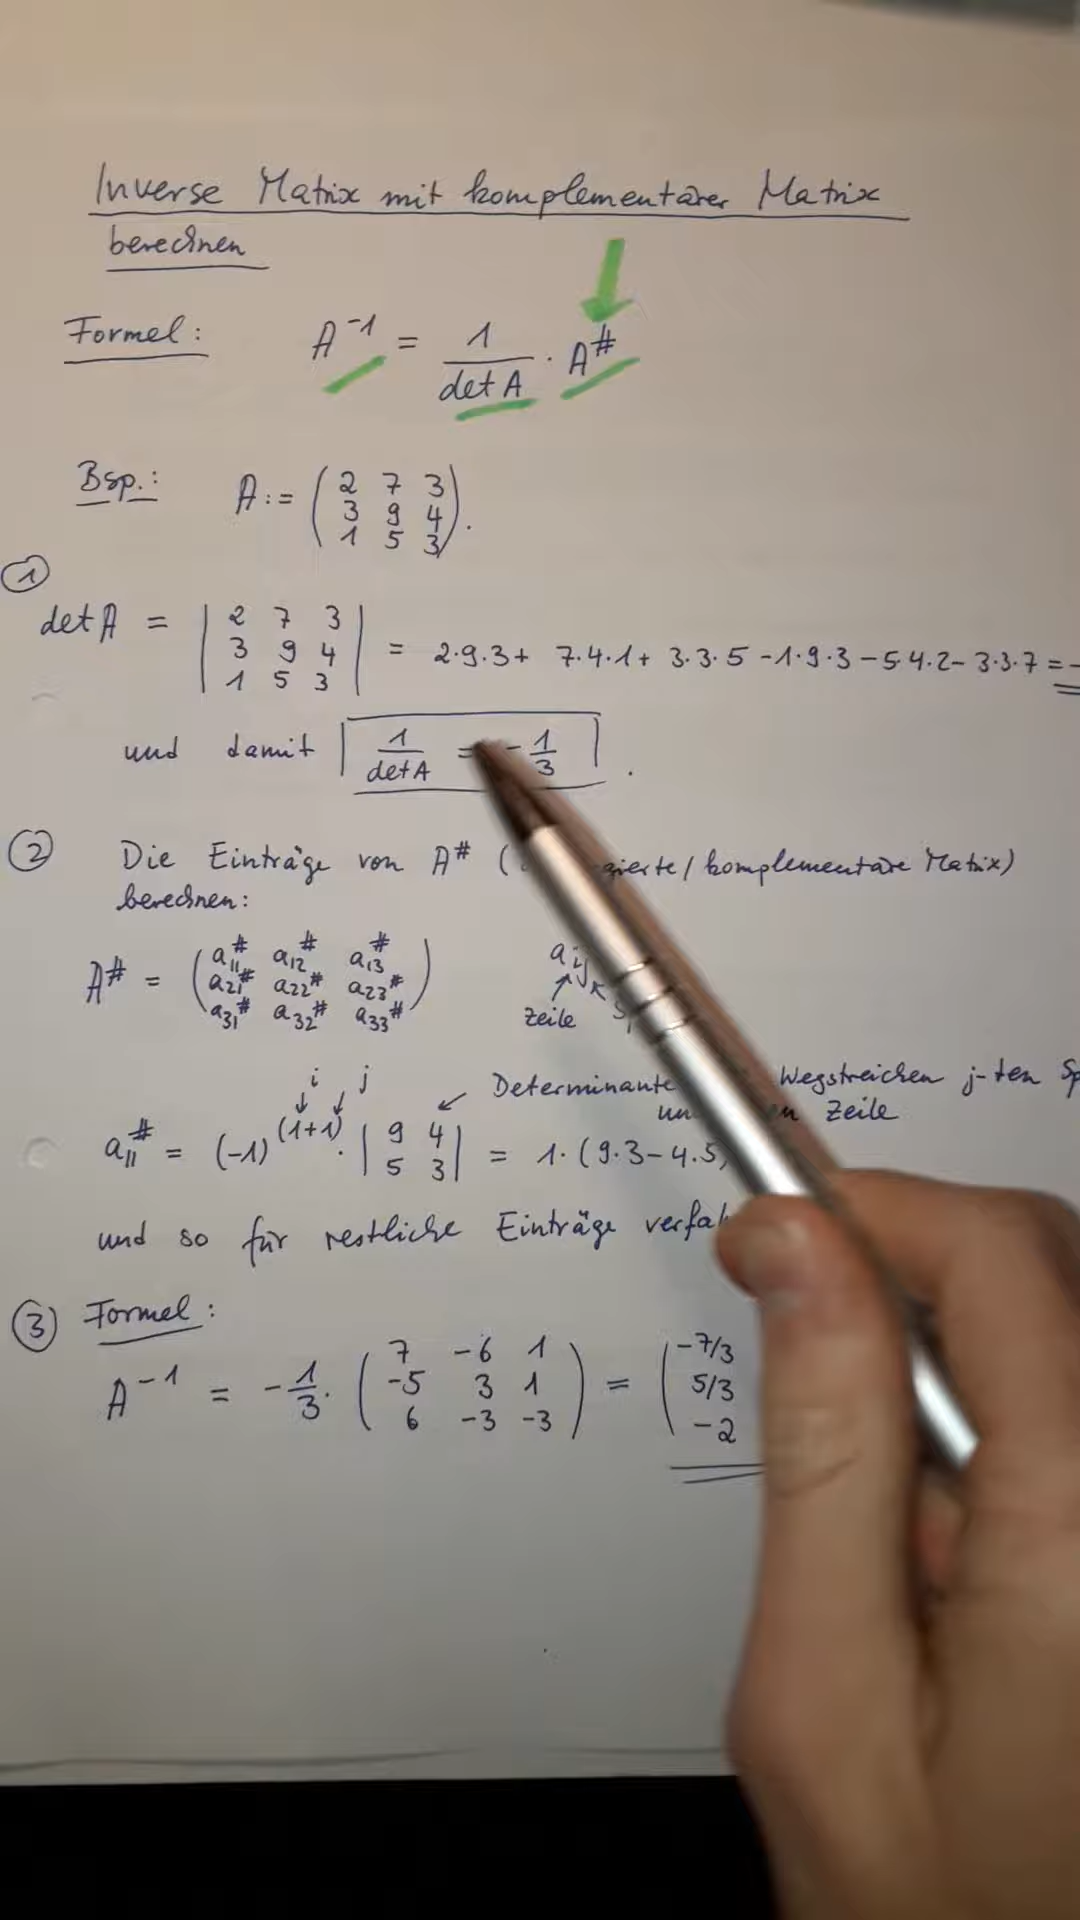 Inverse Matrix mit komplementärer Matrix
berechnen
Formel: A^-1 = 1/det A · A^#
Bsp.: A := (2 7 3
3 9 4
1 5 3).
①
det A = |2 7 3
3 9 4
1 5 3| = 2·9·3 + 7·4·1 + 3·3·5 - 1·9·3 - 5·4·2 - 3·3·7 = -
und damit 1/det A = - 1/3 .
② Die Einträge von A^# ( / komplementäre Matrix)
berechnen:
A^# = (a11^# a12^# a13^#
a21^# a22^# a23^#
a31^# a32^# a33^#)
a ij
Zeile
i j
Determinante Wegstreichen j-ten
Zeile
a11^# = (-1)^(1+1) · |9 4
5 3| = 1·(9·3 - 4·5)
und so für restliche Einträge
③ Formel:
A^-1 = - 1/3 · (7 -6 1
-5 3 1
6 -3 -3) = (-7/3
5/3
-2